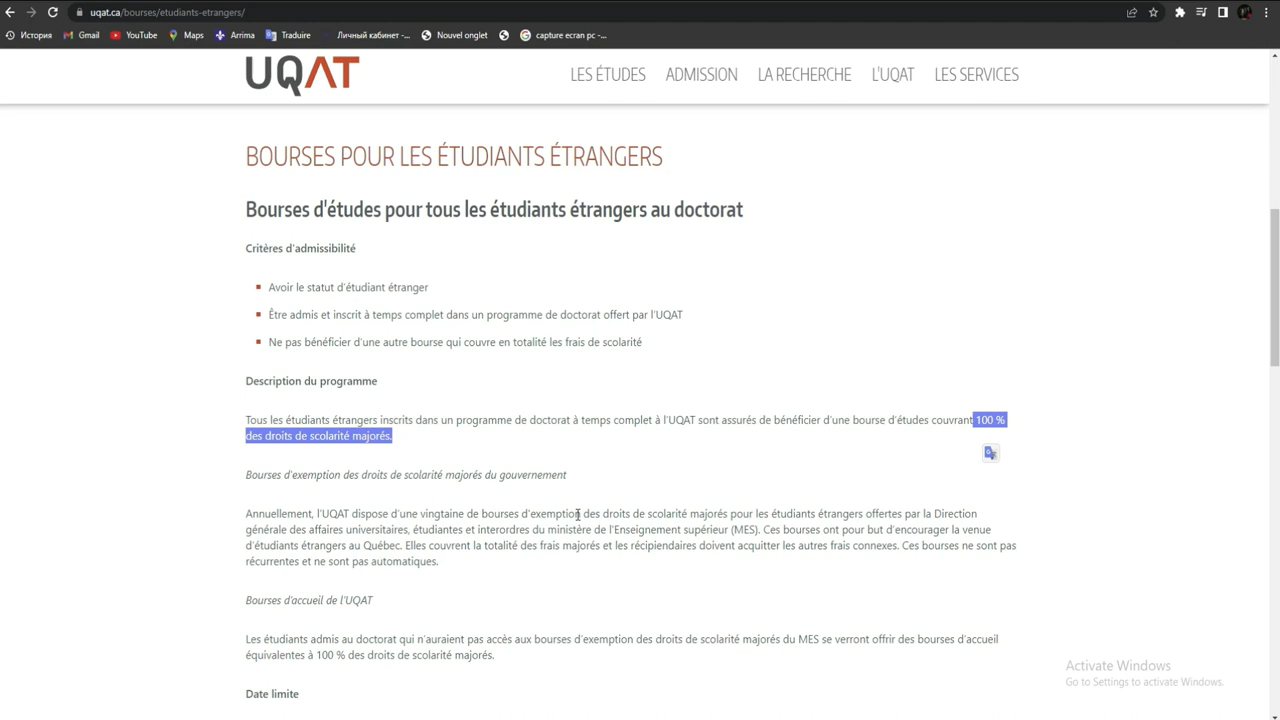 uqat.ca/bourses/etudiants-etrangers/
История Gmail YouTube Maps Arrima Traduire Личный кабинет -... Nouvel onglet capture ecran pc -...
UQAT LES ÉTUDES ADMISSION LA RECHERCHE L'UQAT LES SERVICES
BOURSES POUR LES ÉTUDIANTS ÉTRANGERS
Bourses d'études pour tous les étudiants étrangers au doctorat
Critères d'admissibilité
Avoir le statut d'étudiant étranger
Être admis et inscrit à temps complet dans un programme de doctorat offert par l'UQAT
Ne pas bénéficier d'une autre bourse qui couvre en totalité les frais de scolarité
Description du programme
Tous les étudiants étrangers inscrits dans un programme de doctorat à temps complet à l'UQAT sont assurés de bénéficier d'une bourse d'études couvrant 100 %
des droits de scolarité majorés.
Bourses d'exemption des droits de scolarité majorés du gouvernement
Annuellement, l'UQAT dispose d'une vingtaine de bourses d'exemption des droits de scolarité majorés pour les étudiants étrangers offertes par la Direction
générale des affaires universitaires, étudiantes et interordres du ministère de l'Enseignement supérieur (MES). Ces bourses ont pour but d'encourager la venue
d'étudiants étrangers au Québec. Elles couvrent la totalité des frais majorés et les récipiendaires doivent acquitter les autres frais connexes. Ces bourses ne sont pas
récurrentes et ne sont pas automatiques.
Bourses d'accueil de l'UQAT
Les étudiants admis au doctorat qui n'auraient pas accès aux bourses d'exemption des droits de scolarité majorés du MES se verront offrir des bourses d'accueil
équivalentes à 100 % des droits de scolarité majorés.
Activate Windows
Go to Settings to activate Windows.
Date limite